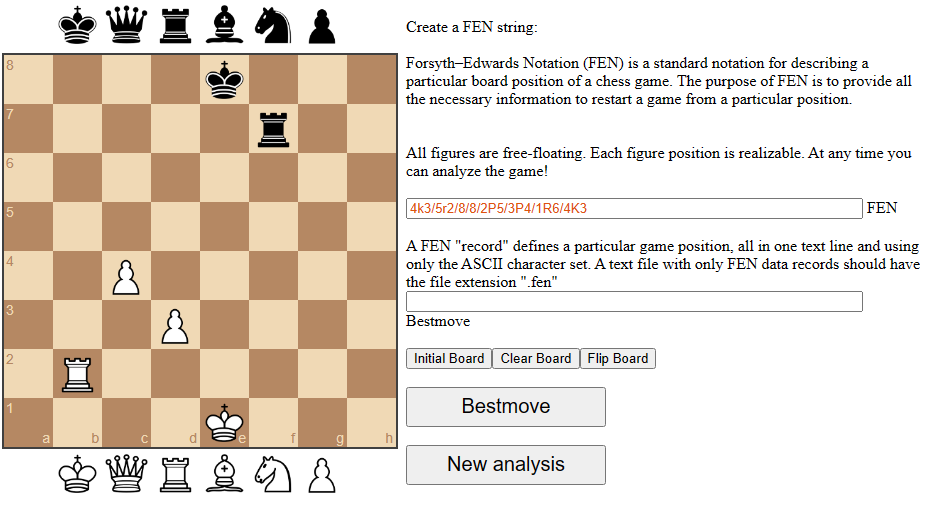 Create a FEN string:
Forsyth–Edwards Notation (FEN) is a standard notation for describing a
particular board position of a chess game. The purpose of FEN is to provide all
the necessary information to restart a game from a particular position.
All figures are free-floating. Each figure position is realizable. At any time you
can analyze the game!
4k3/5r2/8/8/2P5/3P4/1R6/4K3 FEN
A FEN "record" defines a particular game position, all in one text line and using
only the ASCII character set. A text file with only FEN data records should have
the file extension ".fen"
Bestmove
Initial Board Clear Board Flip Board
Bestmove
New analysis
8
7
6
5
4
3
2
1
a b c d e f g h